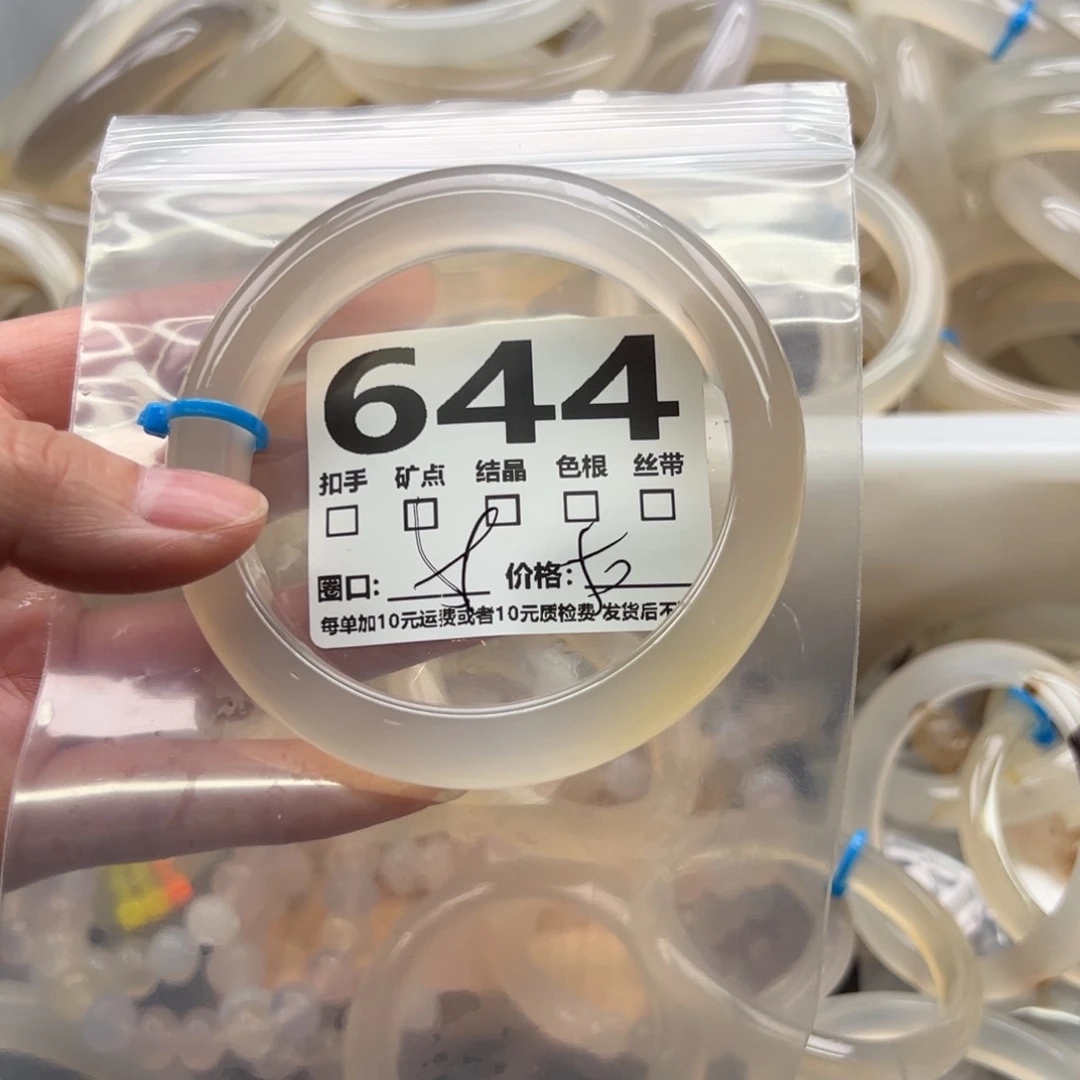 644
扣手 矿点 结晶 色根 丝带
圈口: 价格:
每单加10元运费或者10元质检费 发货后不